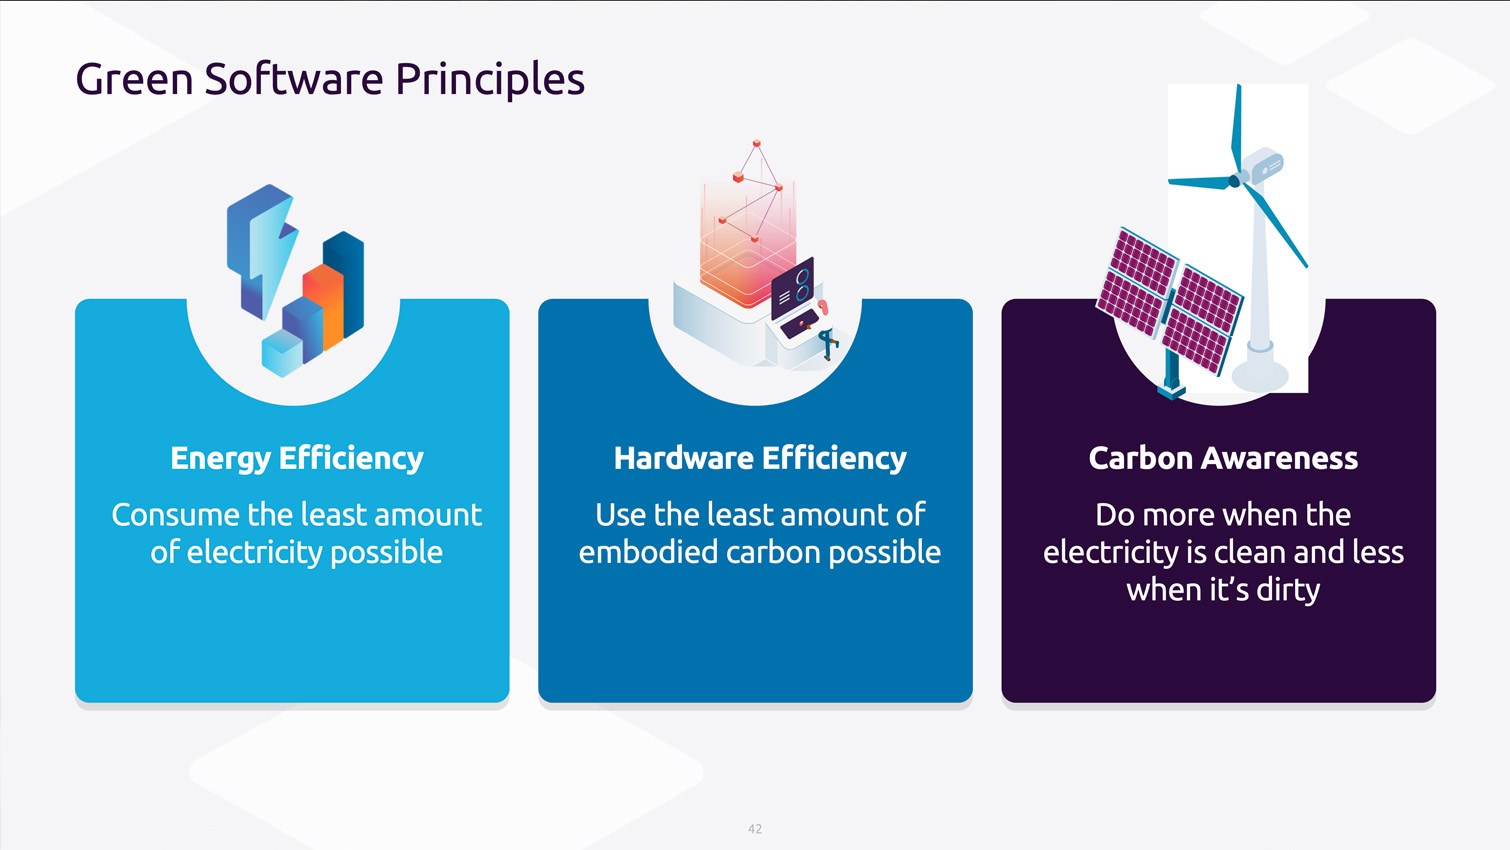 Green Software Principles
Energy Efficiency
Consume the least amount
of electricity possible
Hardware Efficiency
Use the least amount of
embodied carbon possible
Carbon Awareness
Do more when the
electricity is clean and less
when it’s dirty
42